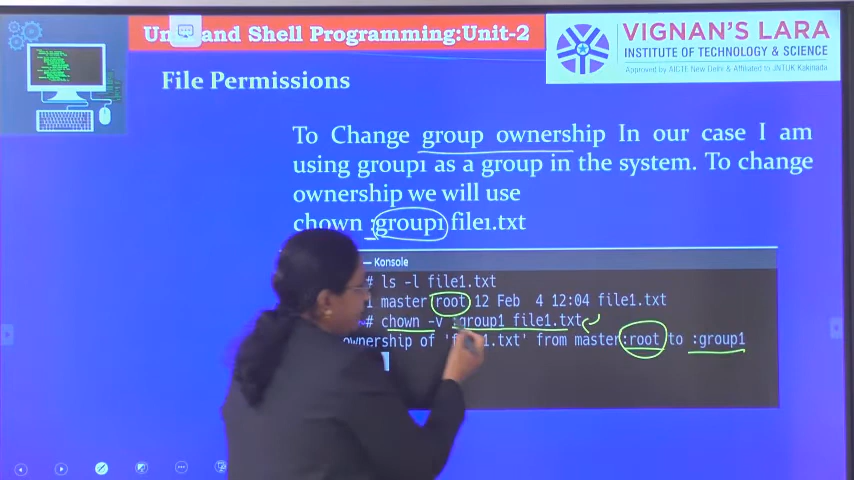 and Shell Programming:Unit-2
VIGNAN'S LARA
INSTITUTE OF TECHNOLOGY & SCIENCE
Approved by AICTE New Delhi & Affiliated to JNTUK Kakinada
File Permissions
To Change group ownership In our case I am
using group1 as a group in the system. To change
ownership we will use
chown :group1 file1.txt
— Konsole
# ls -l file1.txt
1 master root 12 Feb 4 12:04 file1.txt
# chown -v :group1 file1.txt
ownership of 'file1.txt' from master:root to :group1